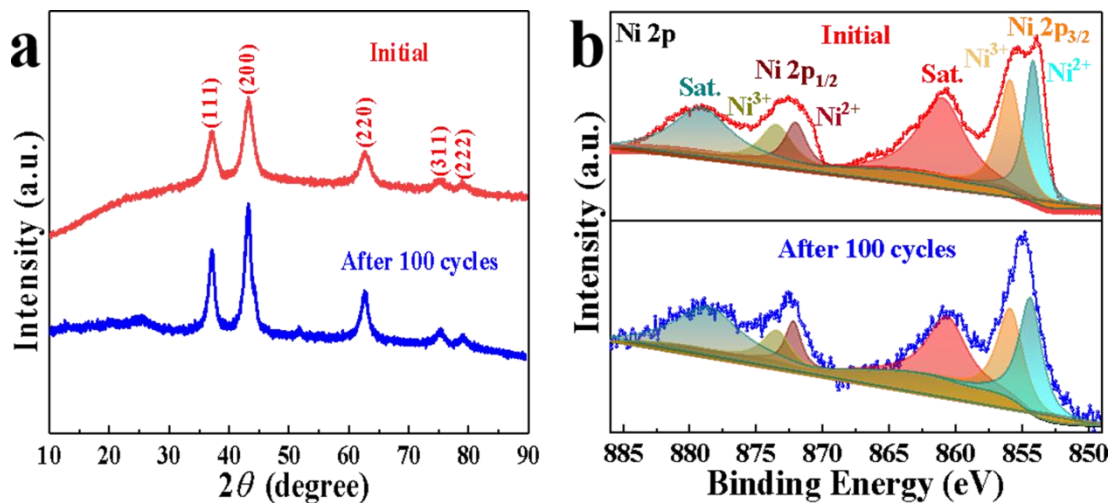 a
Initial
(111)
(200)
(220)
(311)
(222)
After 100 cycles
Intensity (a.u.)
10 20 30 40 50 60 70 80 90
2θ (degree)
b
Ni 2p
Initial
Ni 2p3/2
Ni3+
Ni2+
Sat.
Ni 2p1/2
Ni3+
Ni2+
Sat.
After 100 cycles
Intensity (a.u.)
885 880 875 870 865 860 855 850
Binding Energy (eV)